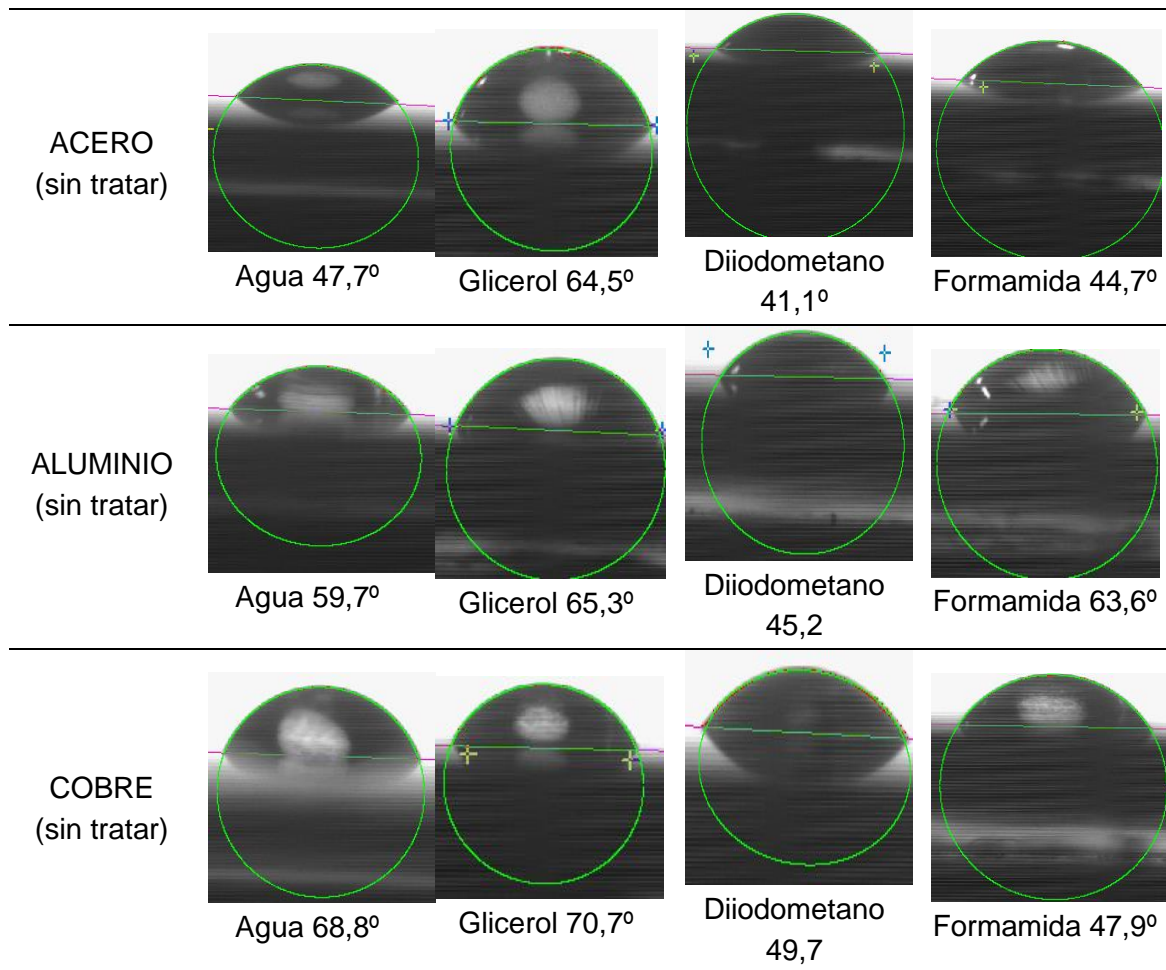 ACERO
(sin tratar)
Agua 47,7º
Glicerol 64,5º
Diiodometano
41,1º
Formamida 44,7º
ALUMINIO
(sin tratar)
Agua 59,7º
Glicerol 65,3º
Diiodometano
45,2
Formamida 63,6º
COBRE
(sin tratar)
Agua 68,8º
Glicerol 70,7º
Diiodometano
49,7
Formamida 47,9º